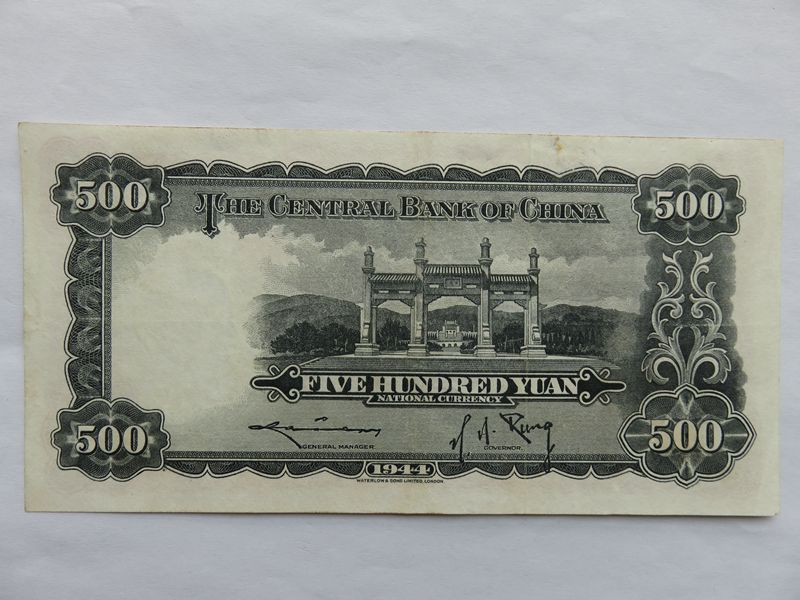 500
500
THE CENTRAL BANK OF CHINA
FIVE HUNDRED YUAN
NATIONAL CURRENCY
GENERAL MANAGER.
GOVERNOR.
500
500
1944
WATERLOW & SONS LIMITED, LONDON.